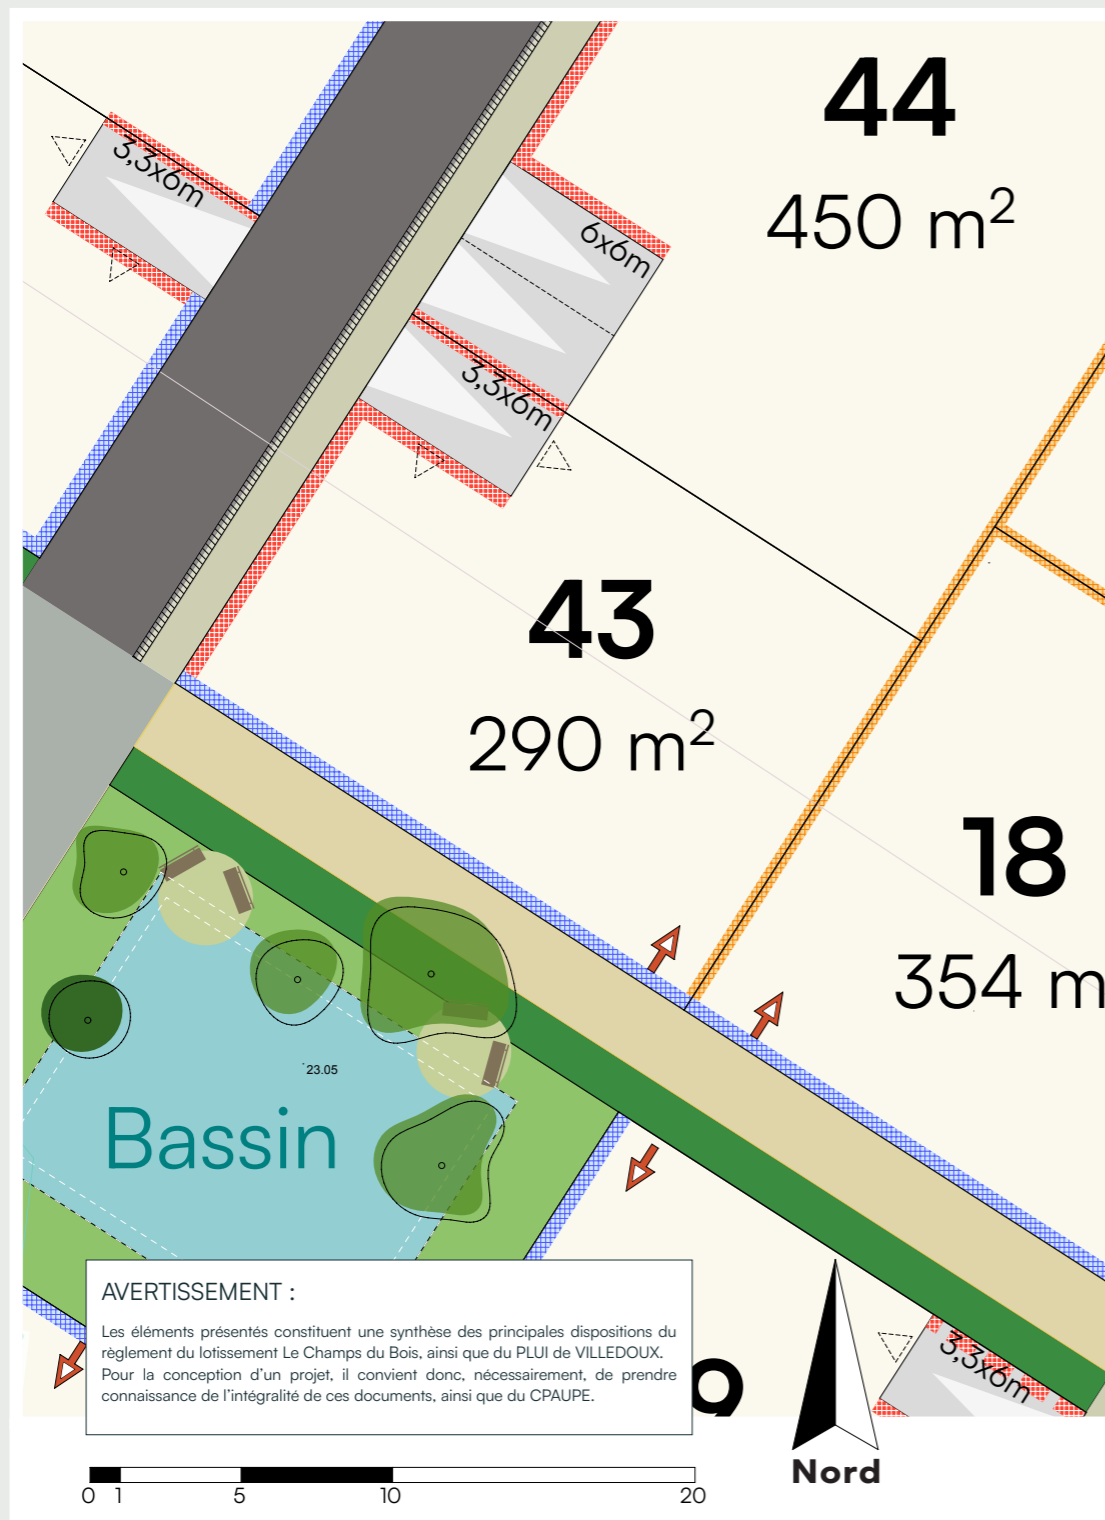 44
450 m²
3,3x6m
6x6m
3,3x6m
43
290 m²
18
354 m
23.05
Bassin
3,3x6m
AVERTISSEMENT :
Les éléments présentés constituent une synthèse des principales dispositions du
règlement du lotissement Le Champs du Bois, ainsi que du PLUI de VILLEDOUX.
Pour la conception d'un projet, il convient donc, nécessairement, de prendre
connaissance de l'intégralité de ces documents, ainsi que du CPAUPE.
Nord
0 1 5 10 20